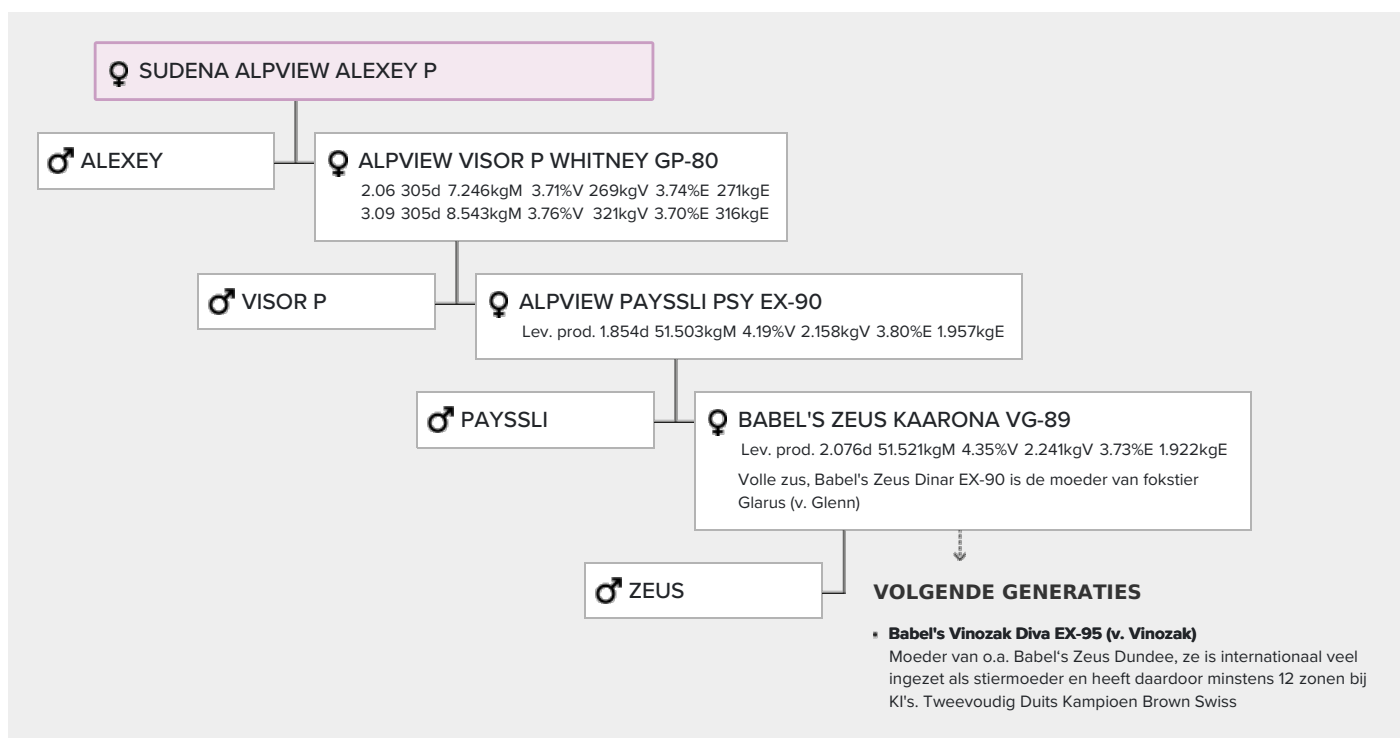 SUDENA ALPVIEW ALEXEY P
ALEXEY
ALPVIEW VISOR P WHITNEY GP-80
2.06 305d 7.246kgM 3.71%V 269kgV 3.74%E 271kgE
3.09 305d 8.543kgM 3.76%V 321kgV 3.70%E 316kgE
VISOR P
ALPVIEW PAYSSLI PSY EX-90
Lev. prod. 1.854d 51.503kgM 4.19%V 2.158kgV 3.80%E 1.957kgE
PAYSSLI
BABEL'S ZEUS KAARONA VG-89
Lev. prod. 2.076d 51.521kgM 4.35%V 2.241kgV 3.73%E 1.922kgE
Volle zus, Babel's Zeus Dinar EX-90 is de moeder van fokstier
Glarus (v. Glenn)
ZEUS
VOLGENDE GENERATIES
• Babel's Vinozak Diva EX-95 (v. Vinozak)
Moeder van o.a. Babel‘s Zeus Dundee, ze is internationaal veel
ingezet als stiermoeder en heeft daardoor minstens 12 zonen bij
KI's. Tweevoudig Duits Kampioen Brown Swiss